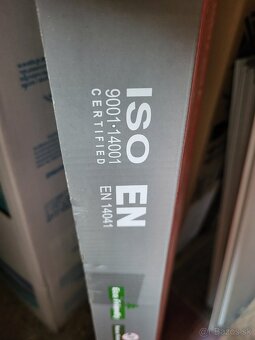 ISO
9001·14001
CERTIFIED
EN
EN 14041
bazos.sk